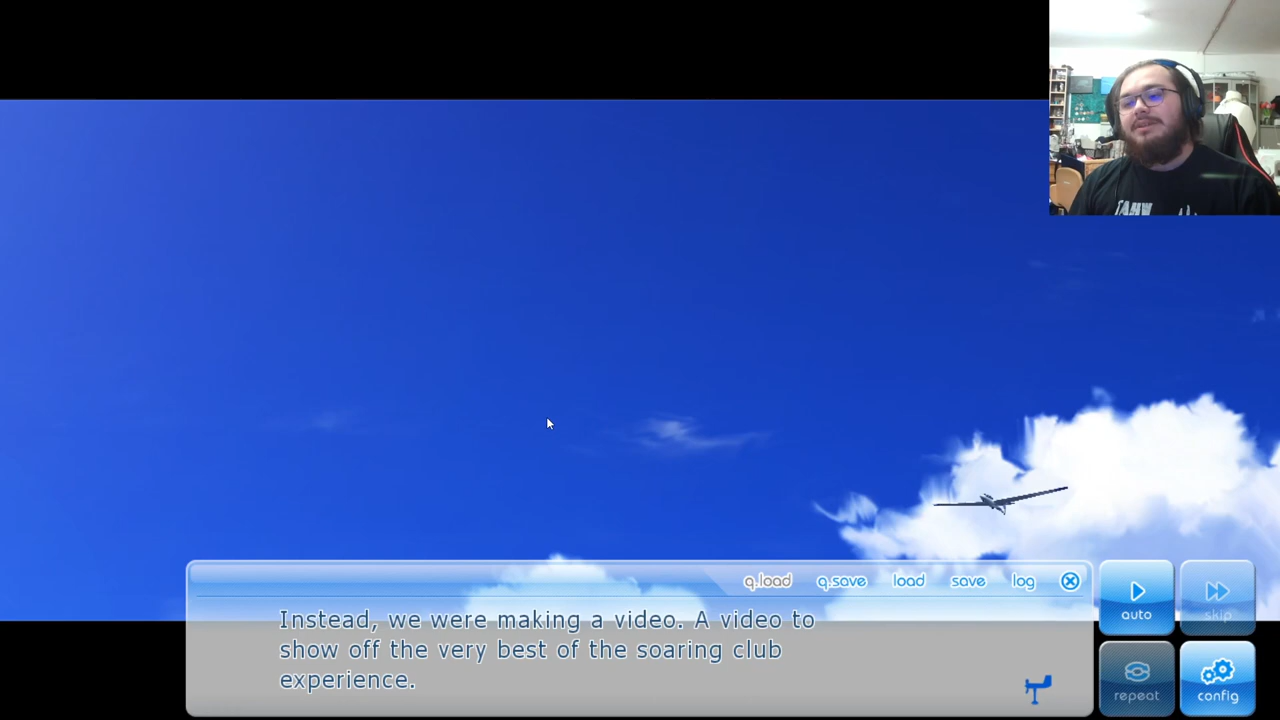 q.load q.save load save log
Instead, we were making a video. A video to
show off the very best of the soaring club
experience.
auto
skip
repeat
config